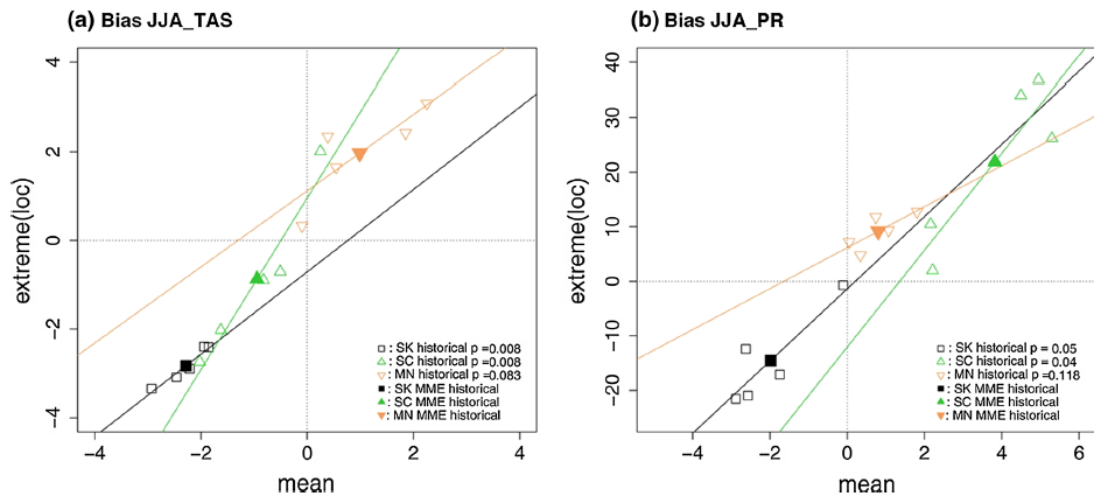 (a) Bias JJA_TAS
4
2
0
−2
−4
extreme(loc)
−4 −2 0 2 4
mean
: SK historical p =0.008
: SC historical p =0.008
: MN historical p =0.083
: SK MME historical
: SC MME historical
: MN MME historical
(b) Bias JJA_PR
40
30
20
10
0
−10
−20
extreme(loc)
−4 −2 0 2 4 6
mean
: SK historical p = 0.05
: SC historical p = 0.04
: MN historical p =0.118
: SK MME historical
: SC MME historical
: MN MME historical